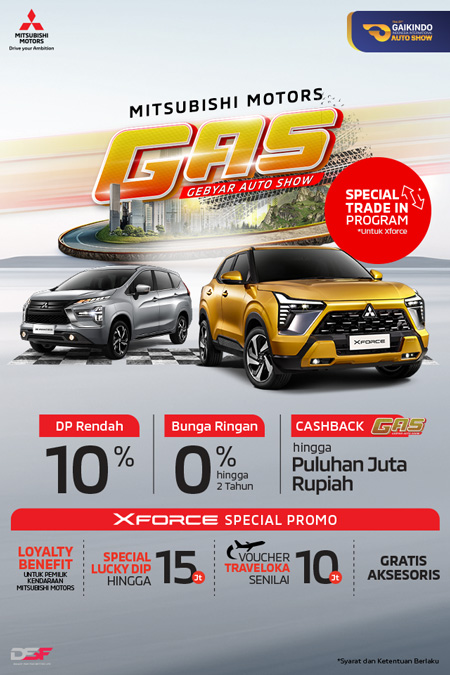 MITSUBISHI
MOTORS
Drive your Ambition
GAIKINDO
AUTO SHOW
MITSUBISHI MOTORS
GAS
GEBYAR AUTO SHOW
SPECIAL
TRADE IN
PROGRAM
*Untuk Xforce
XFORCE
DP Rendah
10%
Bunga Ringan
0%
hingga
2 Tahun
CASHBACK GAS
hingga
Puluhan Juta
Rupiah
XFORCE SPECIAL PROMO
LOYALTY
BENEFIT
UNTUK PEMILIK
KENDARAAN
MITSUBISHI MOTORS
SPECIAL
LUCKY DIP
HINGGA
15 Jt
VOUCHER
TRAVELOKA
SENILAI
10 Jt
GRATIS
AKSESORIS
DSF
*Syarat dan Ketentuan Berlaku